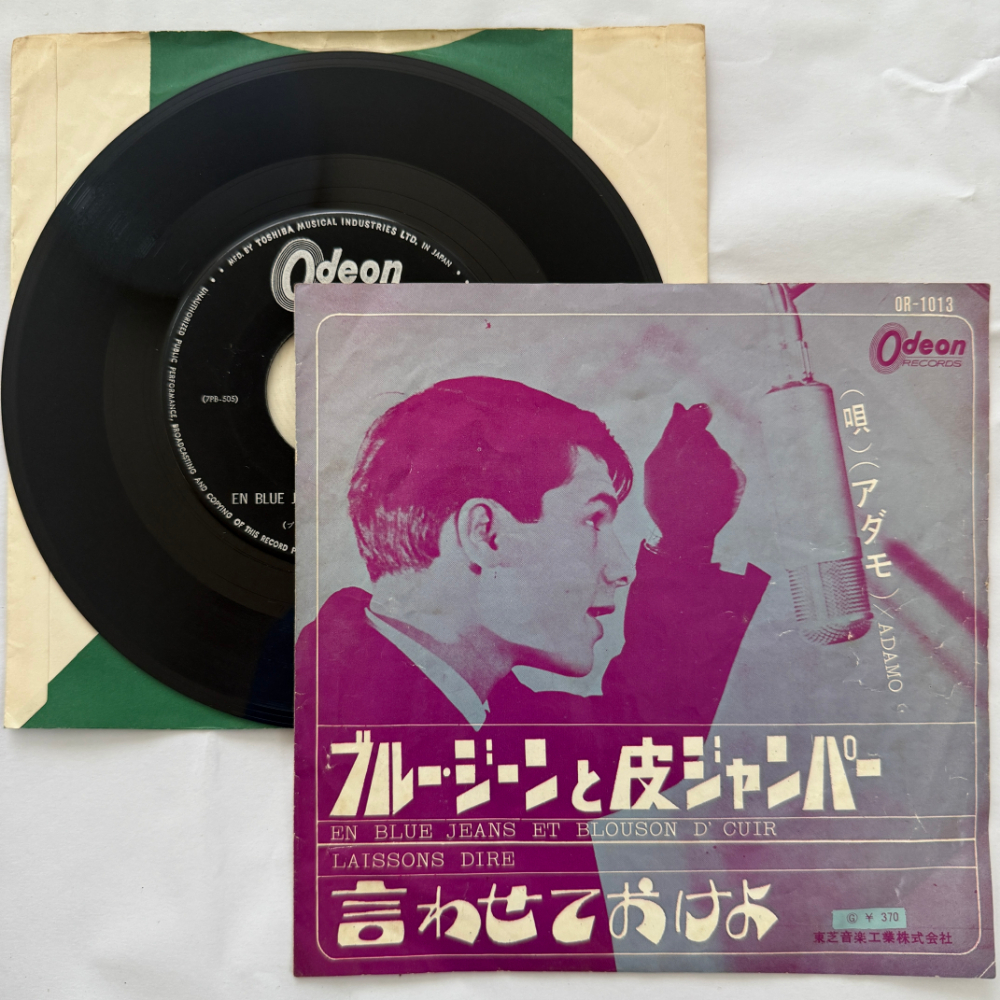 MFD. BY TOSHIBA MUSICAL INDUSTRIES LTD. IN JAPAN
Odeon
UNAUTHORIZED PUBLIC PERFORMANCE, BROADCASTING AND COPYING OF THIS RECORD
(7PB-505)
EN BLUE
OR-1013
Odeon
RECORDS
(唄)(アダモ)/ADAMO
ブルー・ジーンと皮ジャンパー
EN BLUE JEANS ET BLOUSON D' CUIR
LAISSONS DIRE
言わせておけよ
Ⓖ ¥ 370
東芝音楽工業株式会社